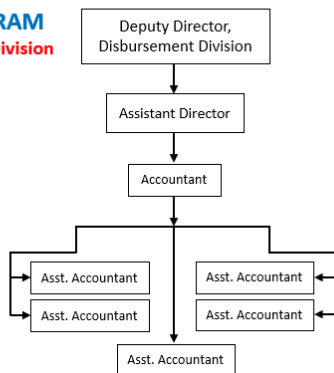 RAM
ivision
Deputy Director,
Disbursement Division
Assistant Director
Accountant
Asst. Accountant
Asst. Accountant
Asst. Accountant
Asst. Accountant
Asst. Accountant